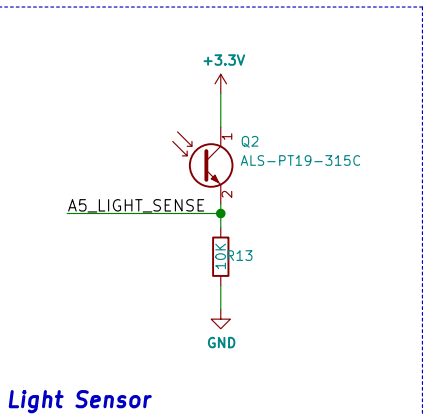 +3.3V
1
Q2
ALS-PT19-315C
2
A5_LIGHT_SENSE
10K
R13
GND
Light Sensor